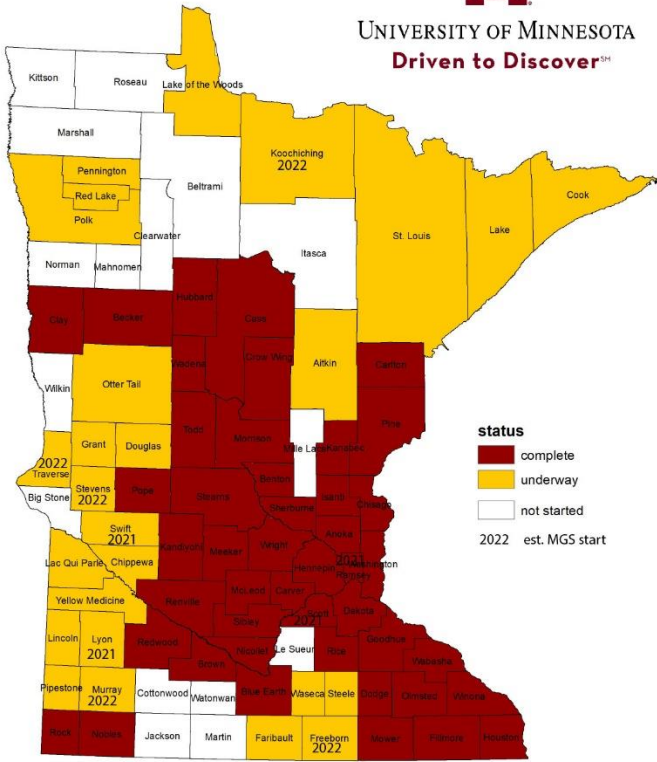 UNIVERSITY OF MINNESOTA
Driven to Discover℠
Kittson
Roseau
Lake of the Woods
Marshall
Koochiching
2022
Pennington
Red Lake
Polk
Beltrami
Clearwater
Cook
Lake
St. Louis
Itasca
Norman
Mahnomen
Hubbard
Cass
Clay
Becker
Crow Wing
Aitkin
Carlton
Wadena
Otter Tail
Wilkin
Pine
Todd
Morrison
Mille Lacs
Kanabec
Grant
Douglas
2022
Traverse
Stevens
2022
Pope
Stearns
Benton
Isanti
Chisago
Sherburne
Big Stone
Swift
2021
Anoka
Kandiyohi
Meeker
Wright
2021
Washington
Hennepin
Ramsey
Lac Qui Parle
Chippewa
McLeod
Carver
Renville
Dakota
Scott
2021
Yellow Medicine
Sibley
Goodhue
Lincoln
Lyon
2021
Redwood
Nicollet
Le Sueur
Rice
Wabasha
Brown
Pipestone
Murray
2022
Cottonwood
Watonwan
Blue Earth
Waseca
Steele
Dodge
Olmsted
Winona
Rock
Nobles
Jackson
Martin
Faribault
Freeborn
2022
Mower
Fillmore
Houston
status
complete
underway
not started
2022 est. MGS start